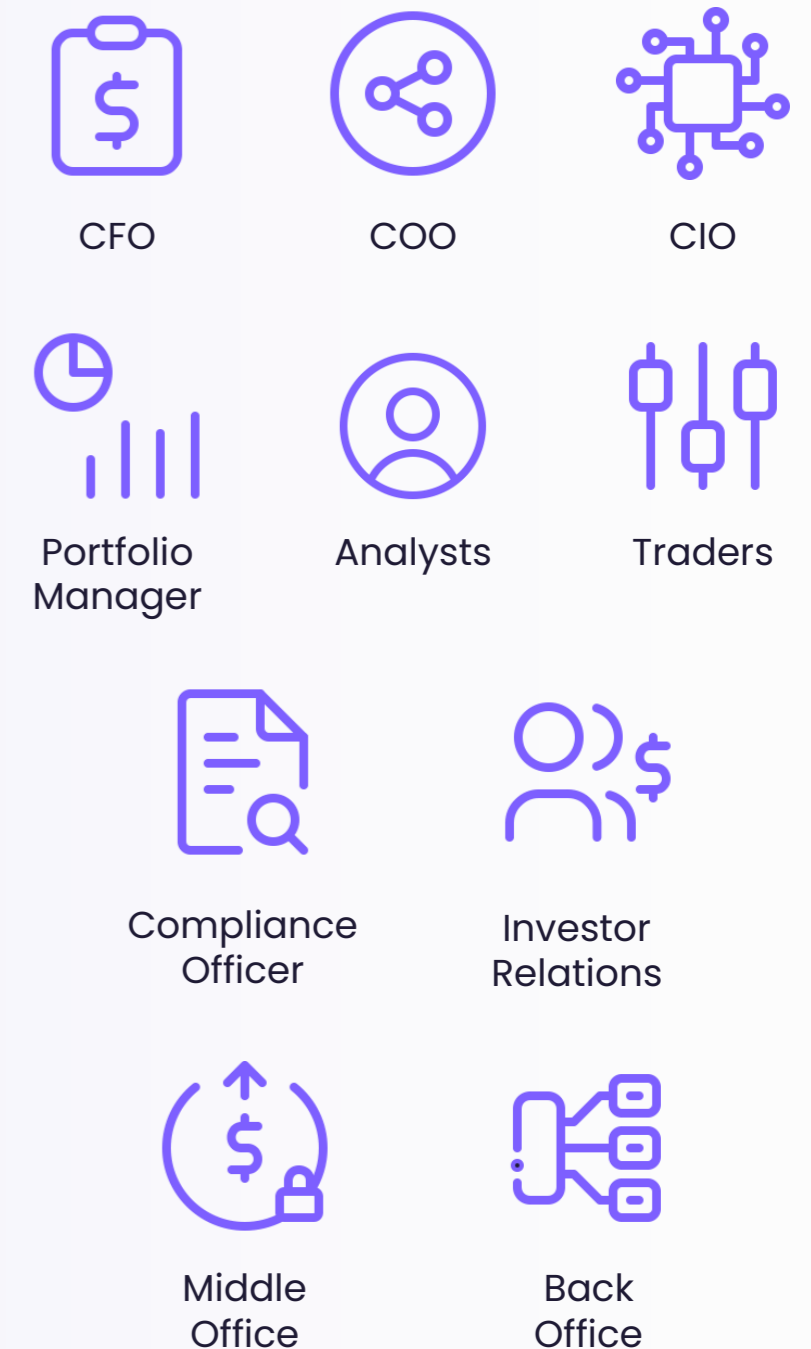 $
CFO
COO
CIO
Portfolio
Manager
Analysts
Traders
$
Compliance
Officer
Investor
Relations
$
Middle
Office
Back
Office